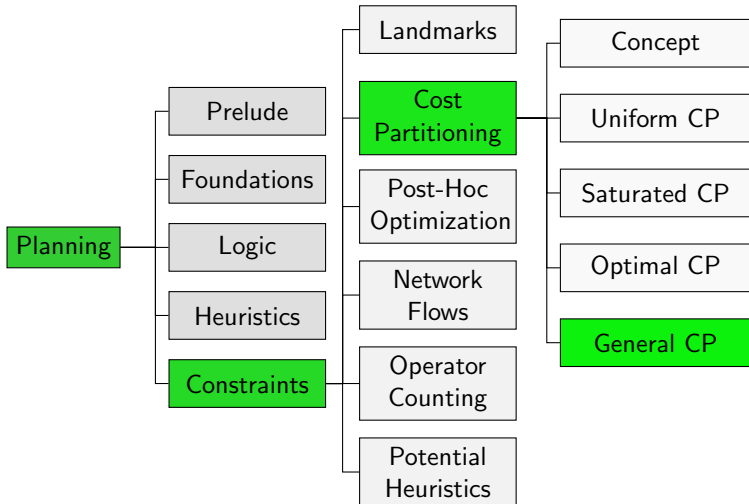 Planning
Prelude
Foundations
Logic
Heuristics
Constraints
Landmarks
Cost
Partitioning
Post-Hoc
Optimization
Network
Flows
Operator
Counting
Potential
Heuristics
Concept
Uniform CP
Saturated CP
Optimal CP
General CP